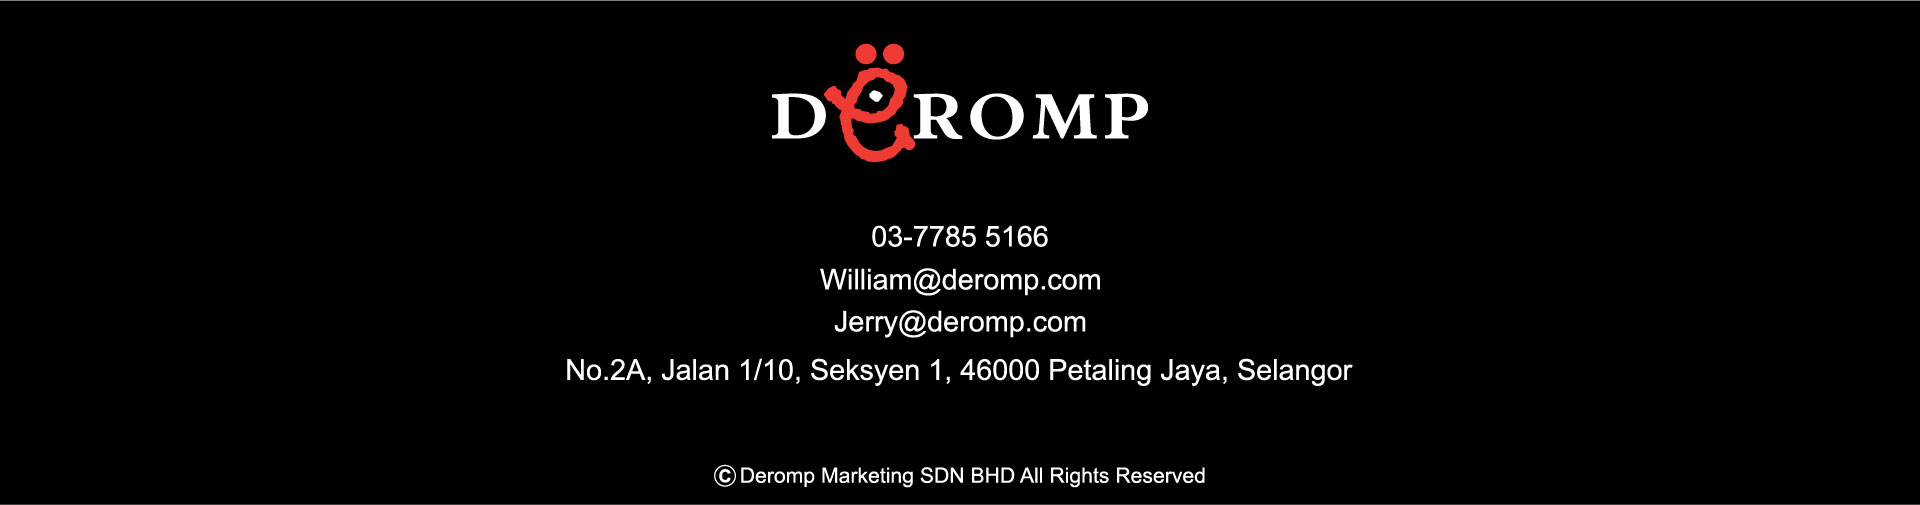 DëROMP
03-7785 5166
William@deromp.com
Jerry@deromp.com
No.2A, Jalan 1/10, Seksyen 1, 46000 Petaling Jaya, Selangor
© Deromp Marketing SDN BHD All Rights Reserved